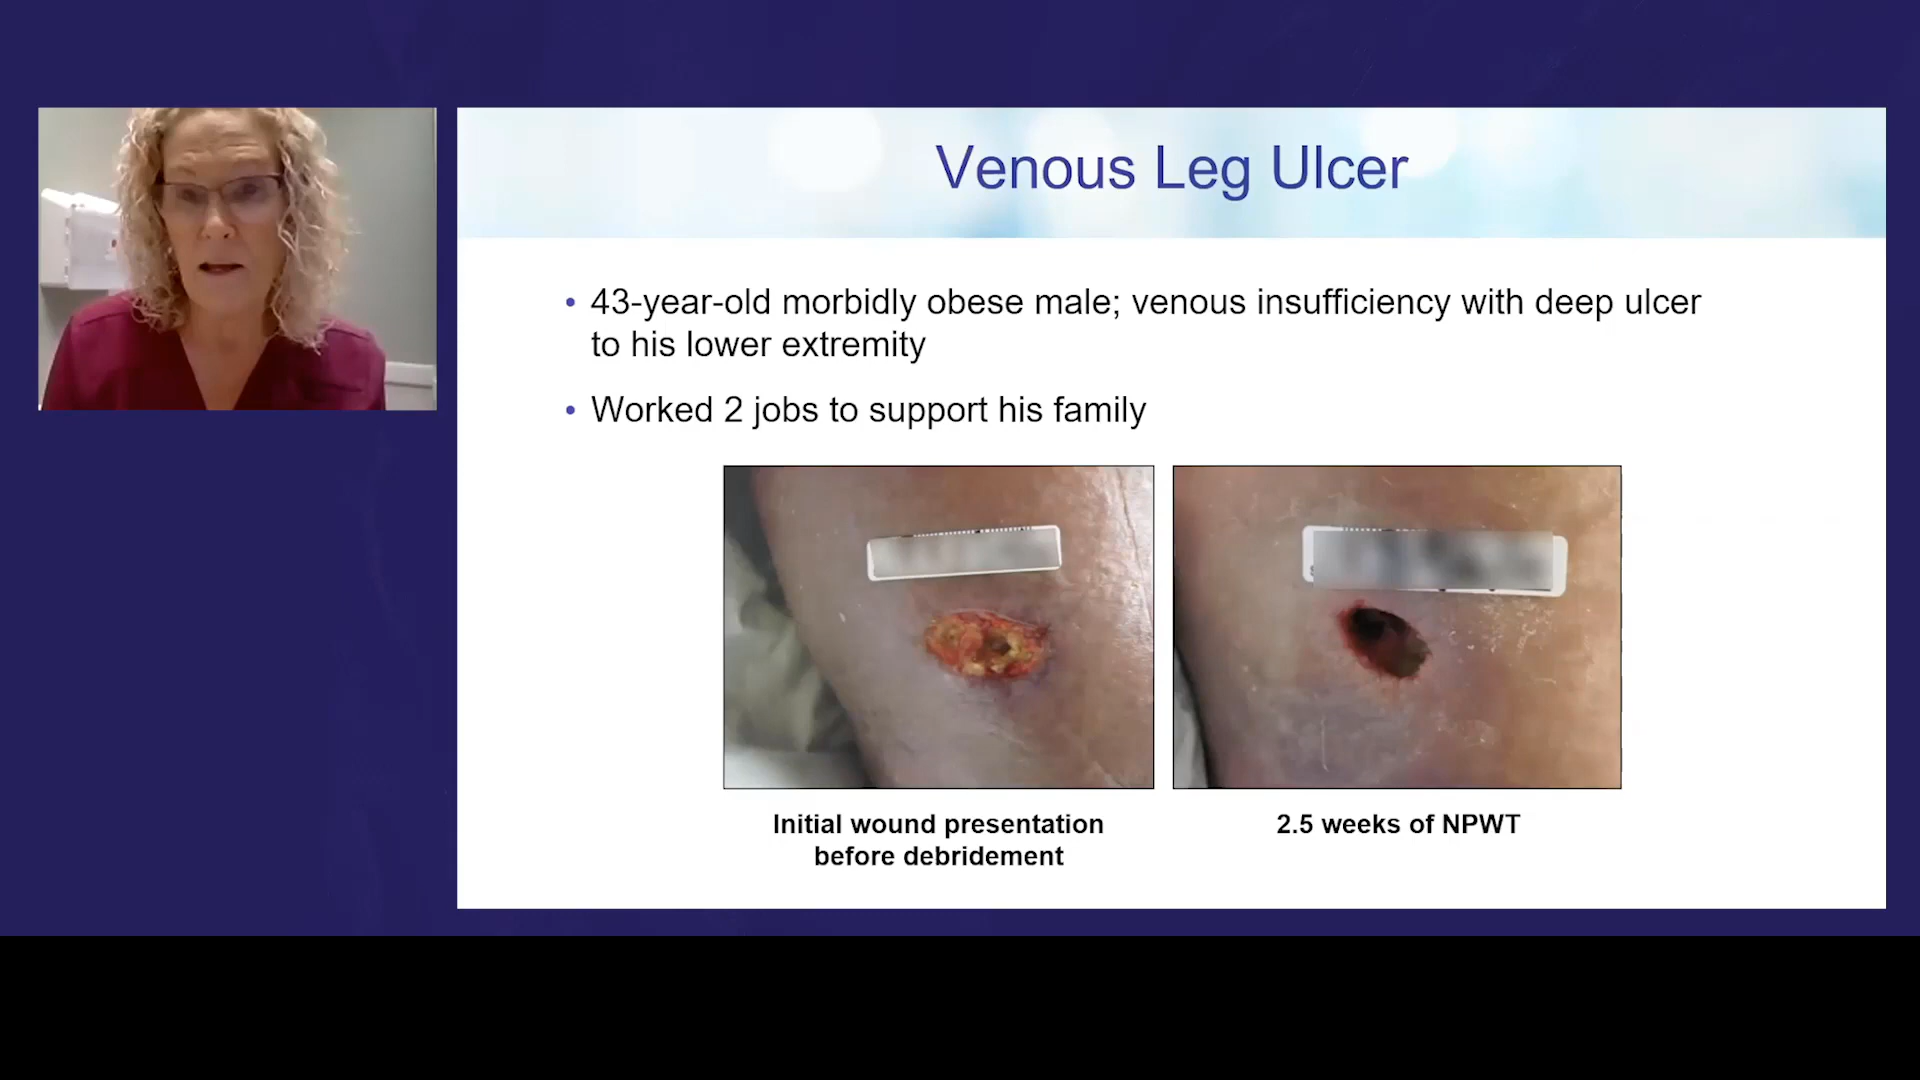 Venous Leg Ulcer
• 43-year-old morbidly obese male; venous insufficiency with deep ulcer
to his lower extremity
• Worked 2 jobs to support his family
Initial wound presentation
before debridement
2.5 weeks of NPWT